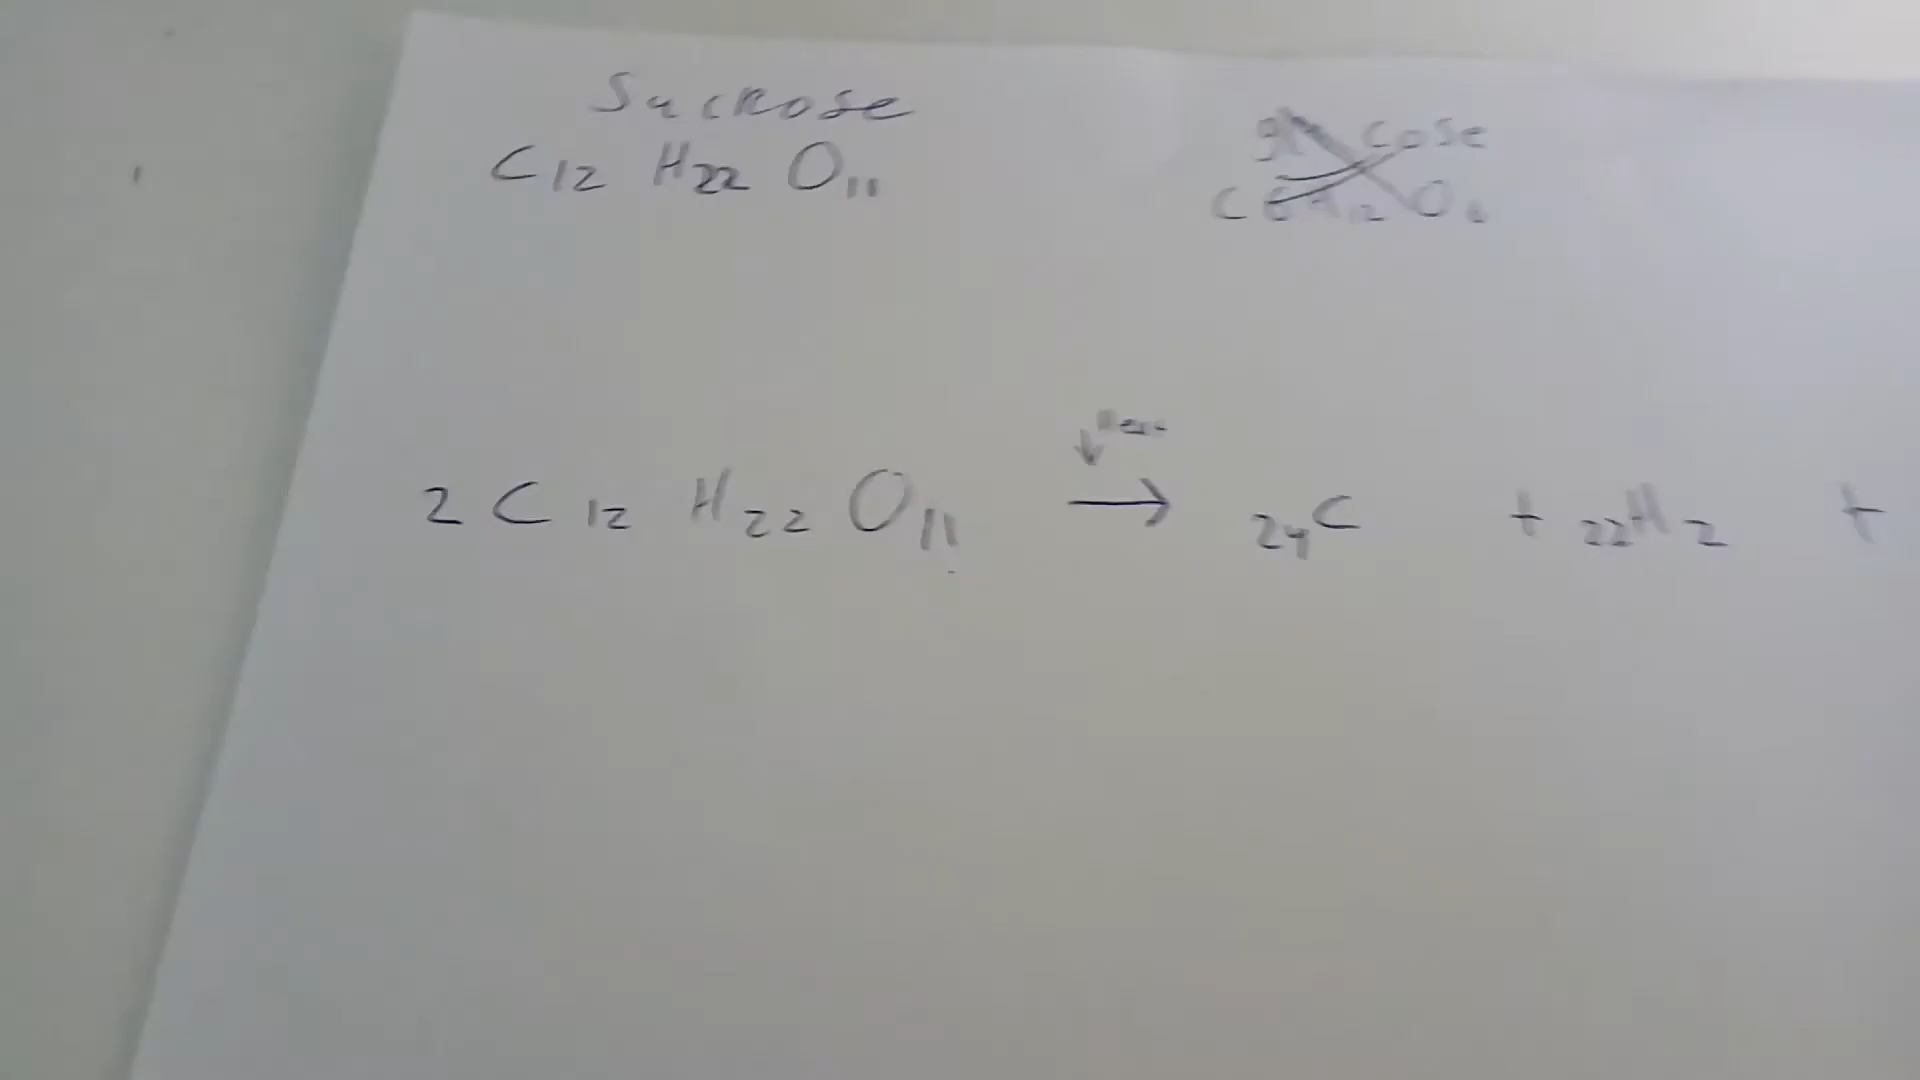 Sucrose
C12 H22 O11
glucose
C6H12O6
Heat
2 C12 H22 O11 → 24C + 22H2 +